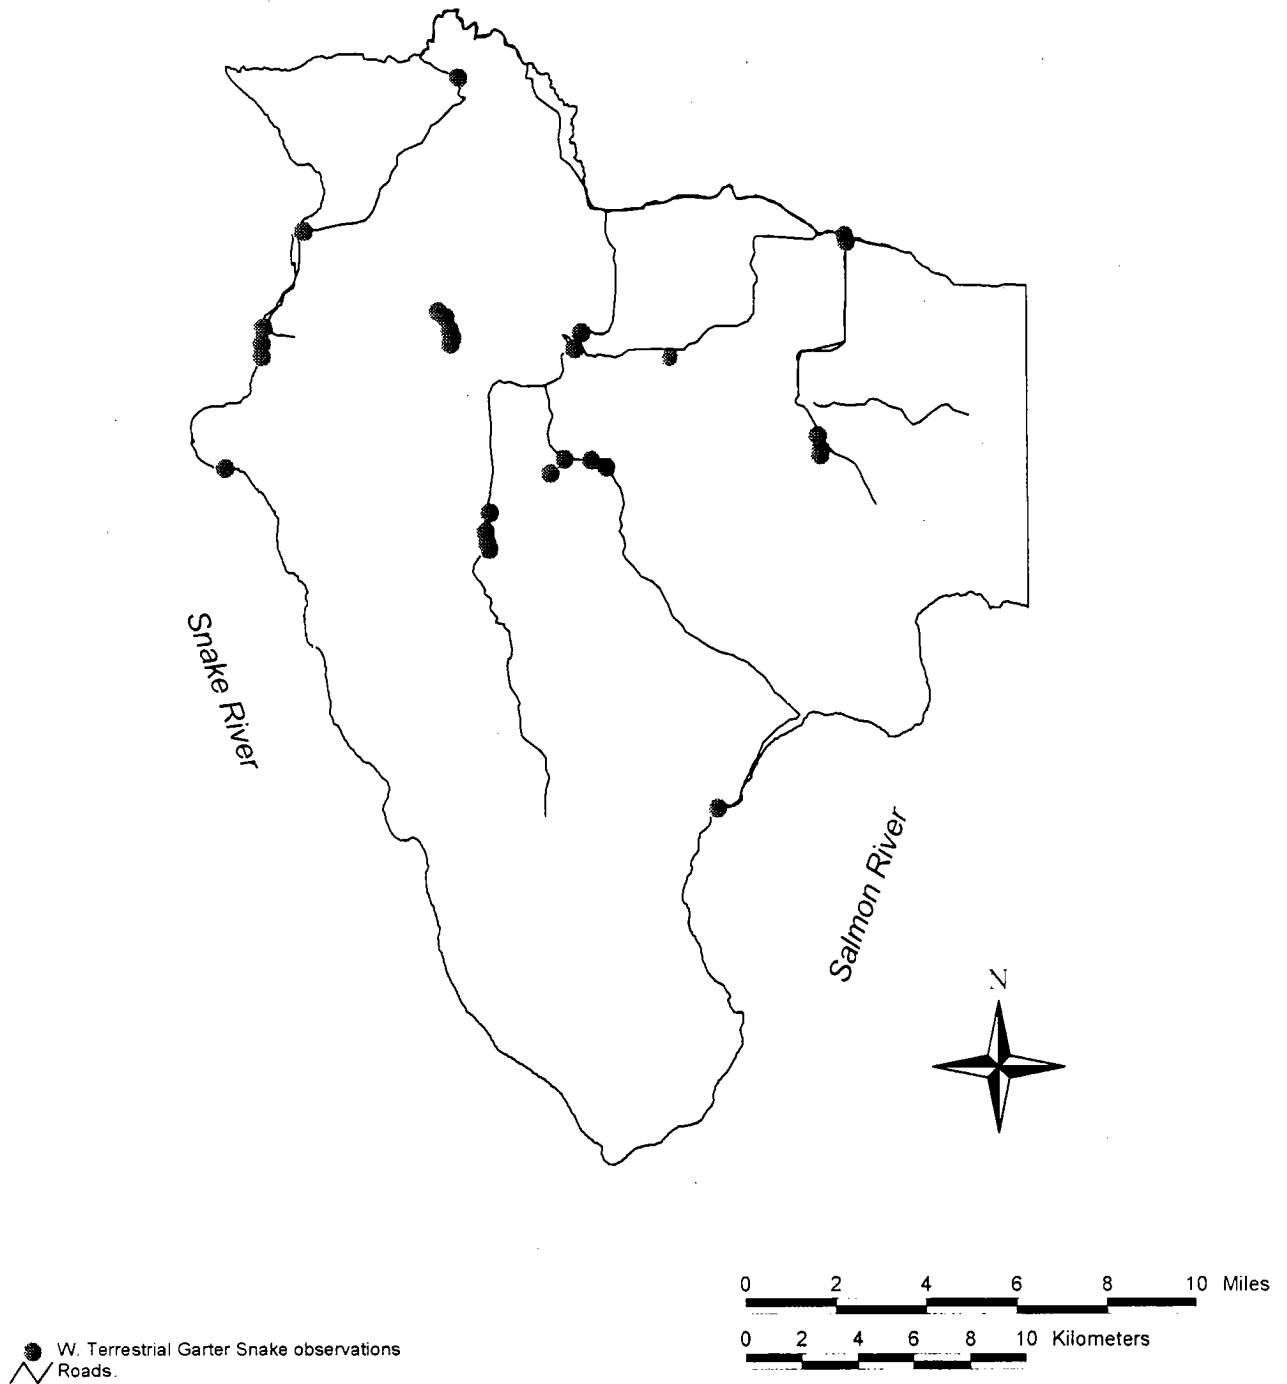 Snake River
Salmon River
N
0 2 4 6 8 10 Miles
0 2 4 6 8 10 Kilometers
W. Terrestrial Garter Snake observations
Roads.